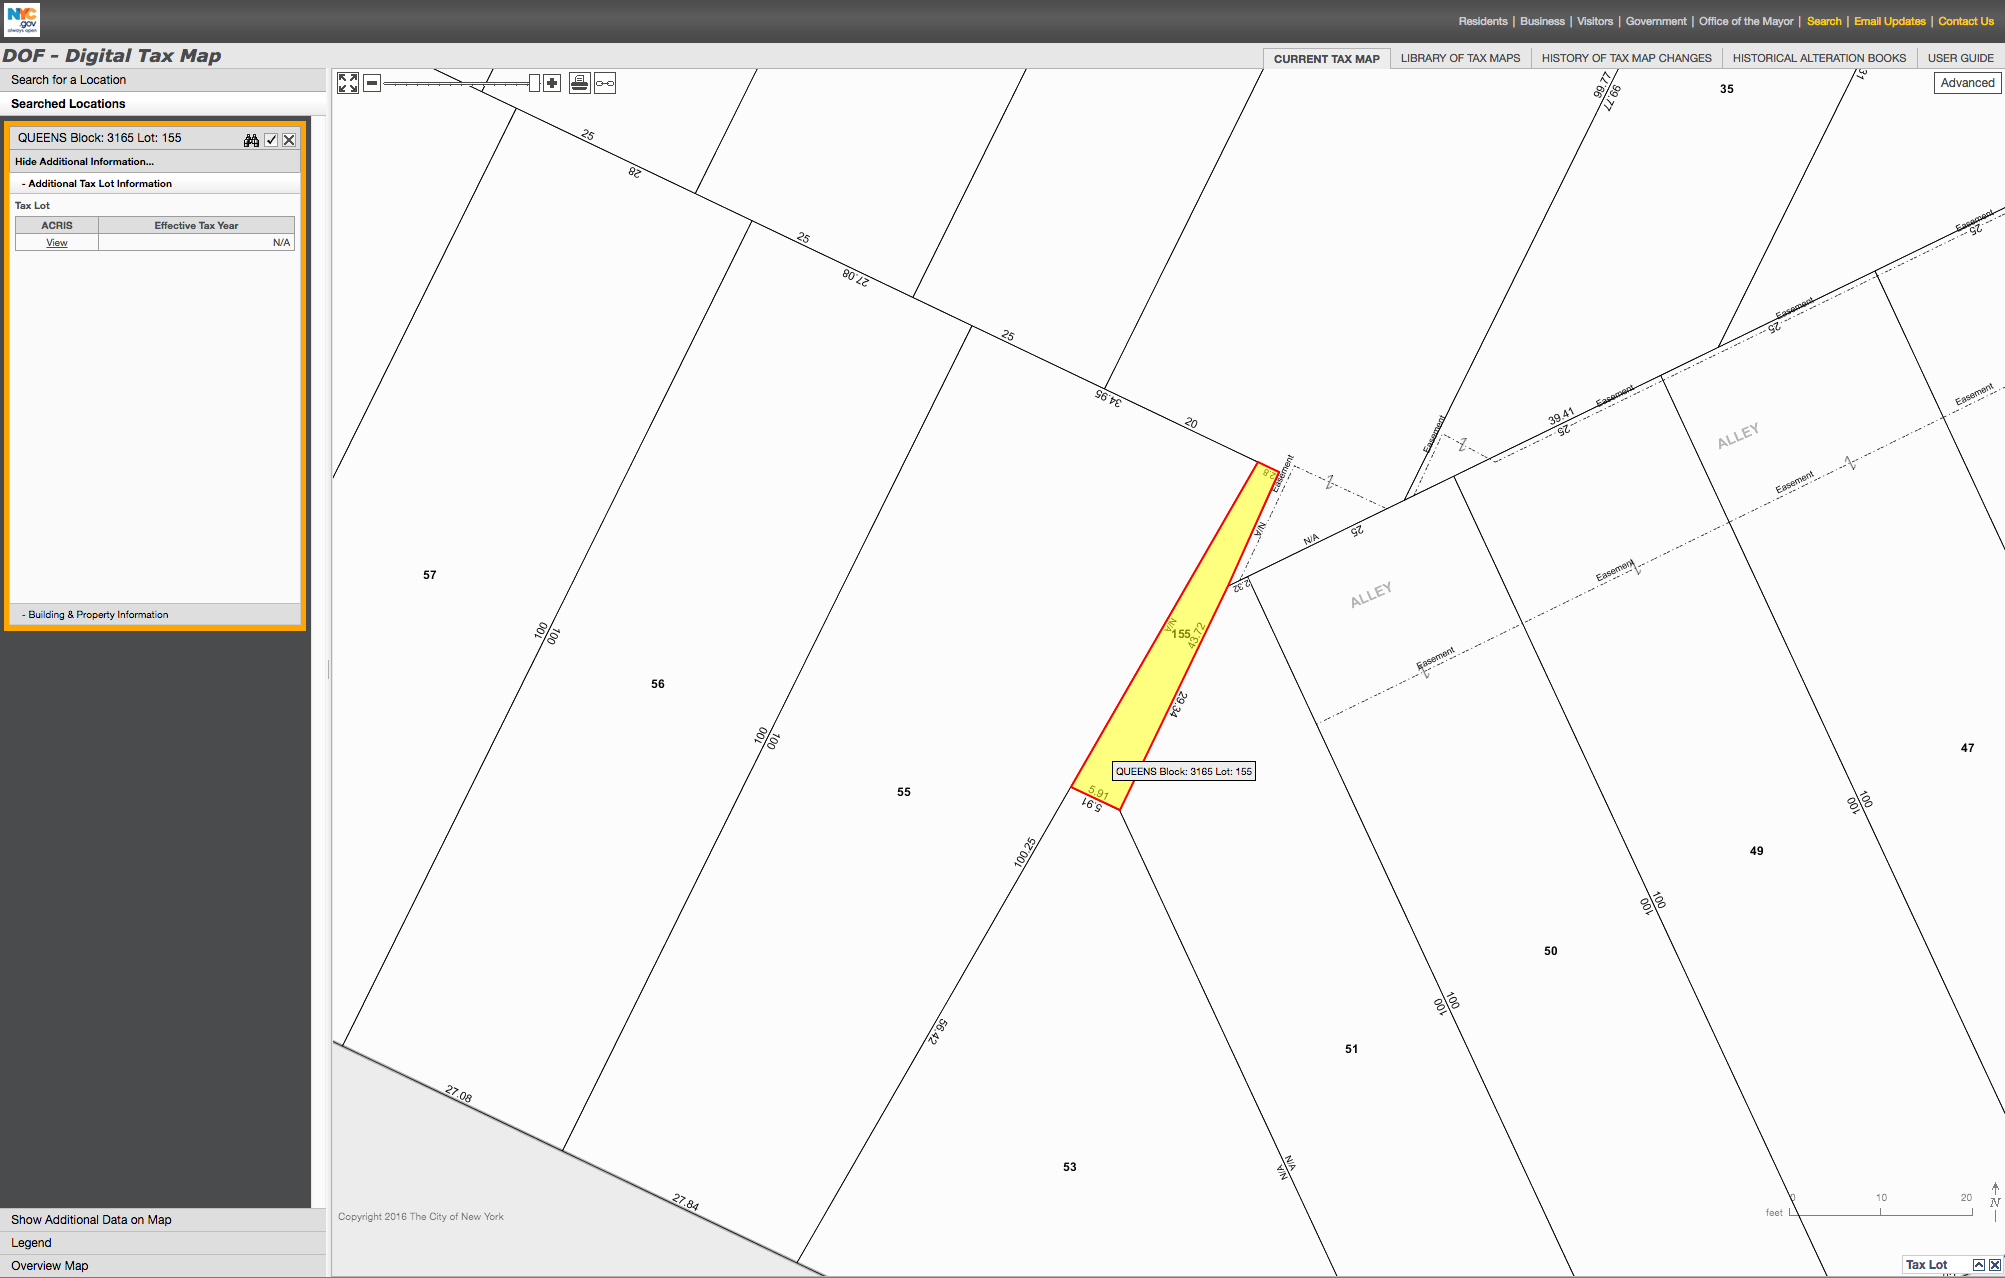 NYC
.gov
always open
Residents | Business | Visitors | Government | Office of the Mayor | Search | Email Updates | Contact Us
DOF - Digital Tax Map
CURRENT TAX MAP
LIBRARY OF TAX MAPS
HISTORY OF TAX MAP CHANGES
HISTORICAL ALTERATION BOOKS
USER GUIDE
Search for a Location
Searched Locations
Advanced
QUEENS Block: 3165 Lot: 155
Hide Additional Information...
- Additional Tax Lot Information
Tax Lot
ACRIS Effective Tax Year
View N/A
- Building & Property Information
Show Additional Data on Map
Legend
Overview Map
99.77
99.77
35
31
25
28
25
27.08
25
34.95
20
Easement
25
Easement
25
Easement
39.41
25
Easement
Easement
ALLEY
Easement
Easement
2.8
N/A
N/A
25
2.32
ALLEY
Easement
Easement
57
100
100
56
100
100
55
N/A
155
43.72
29.34
QUEENS Block: 3165 Lot: 155
5.91
5.91
47
100
100
49
100
100
50
100
100
51
100.25
56.42
53
N/A
N/A
27.08
27.84
Copyright 2016 The City of New York
0 10 20
feet
N
Tax Lot